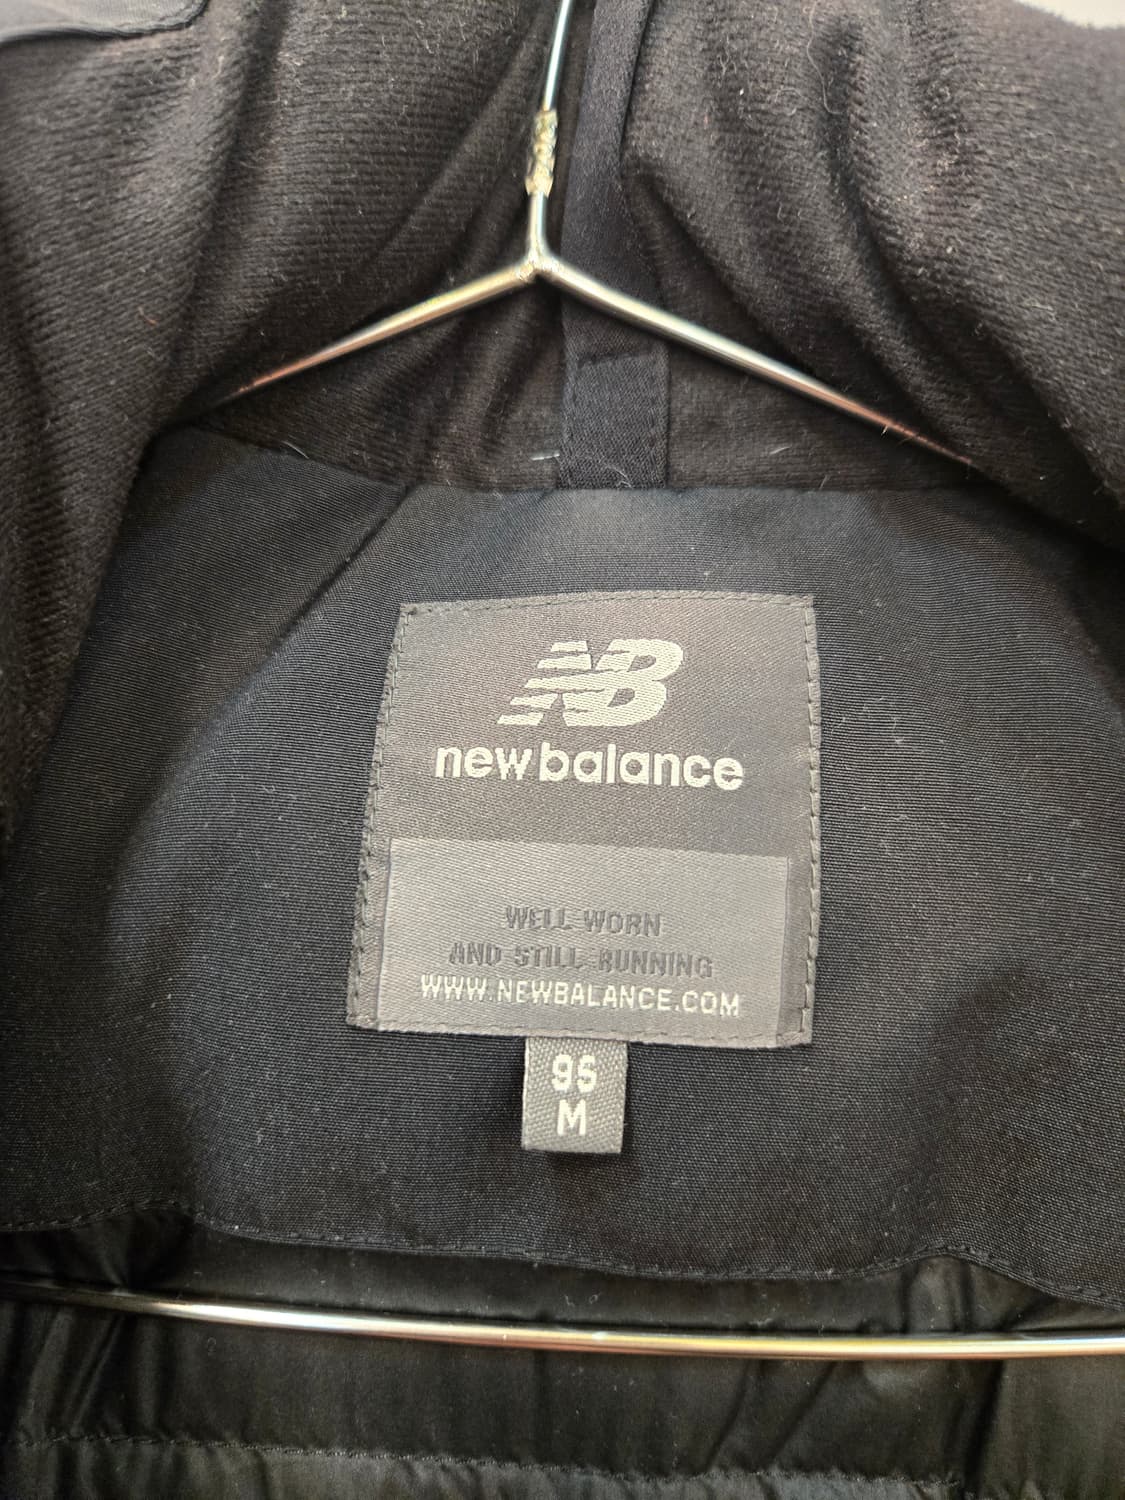 NB
new balance
WELL WORN
AND STILL RUNNING
WWW.NEWBALANCE.COM
95
M